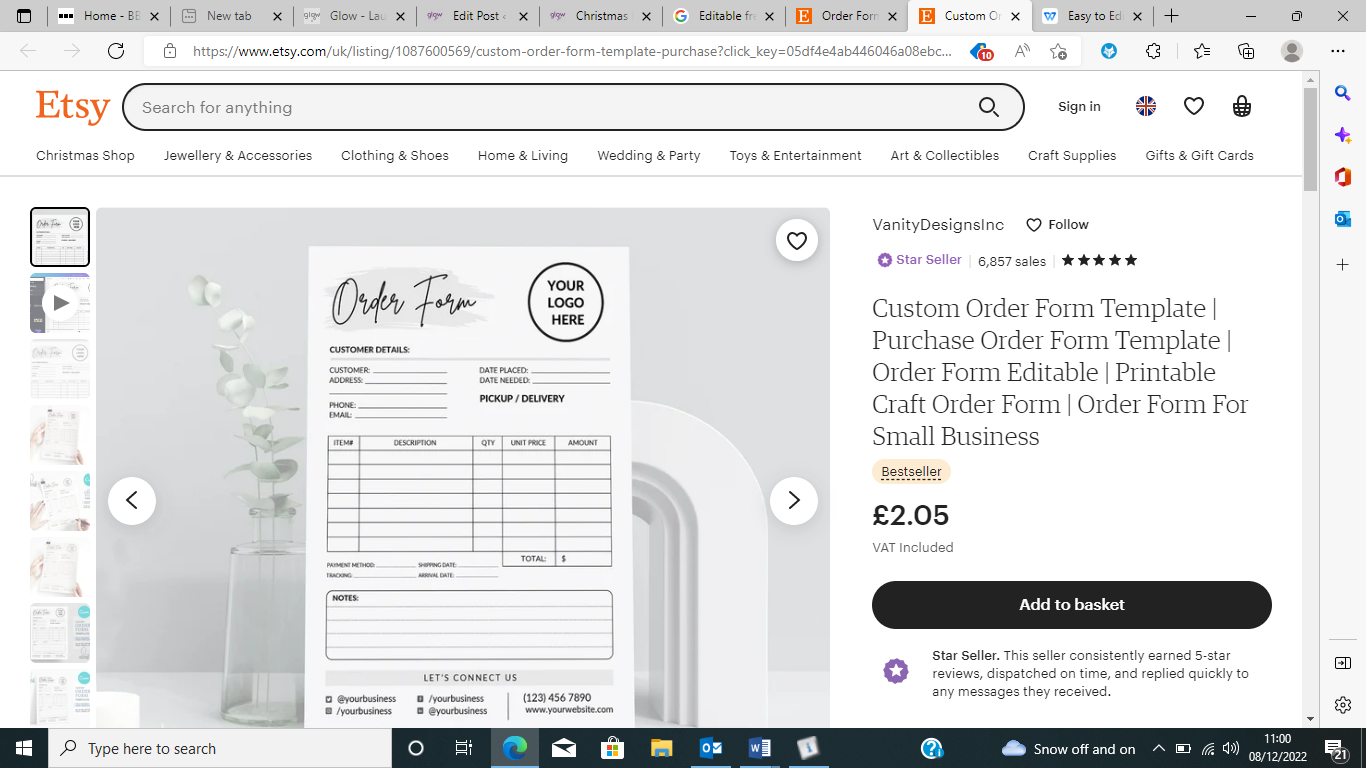 Home - BB
New tab
Glow - Lau
Edit Post
Christmas
Editable fre
Order Form
Custom Or
Easy to Edi
https://www.etsy.com/uk/listing/1087600569/custom-order-form-template-purchase?click_key=05df4e4ab446046a08ebc...
10
Etsy
Search for anything
Sign in
Christmas Shop
Jewellery & Accessories
Clothing & Shoes
Home & Living
Wedding & Party
Toys & Entertainment
Art & Collectibles
Craft Supplies
Gifts & Gift Cards
Order Form
YOUR
LOGO
HERE
CUSTOMER DETAILS:
CUSTOMER:
DATE PLACED:
ADDRESS:
DATE NEEDED:
PICKUP / DELIVERY
PHONE:
EMAIL:
ITEM# DESCRIPTION QTY UNIT PRICE AMOUNT
TOTAL: $
PAYMENT METHOD: SHIPPING DATE:
TRACKING: ARRIVAL DATE:
NOTES:
LET'S CONNECT US
@yourbusiness /yourbusiness (123) 456 7890
/yourbusiness @yourbusiness www.yourwebsite.com
VanityDesignsInc Follow
Star Seller 6,857 sales
Custom Order Form Template |
Purchase Order Form Template |
Order Form Editable | Printable
Craft Order Form | Order Form For
Small Business
Bestseller
£2.05
VAT Included
Add to basket
Star Seller. This seller consistently earned 5-star
reviews, dispatched on time, and replied quickly to
any messages they received.
Type here to search
Snow off and on
11:00
08/12/2022
21